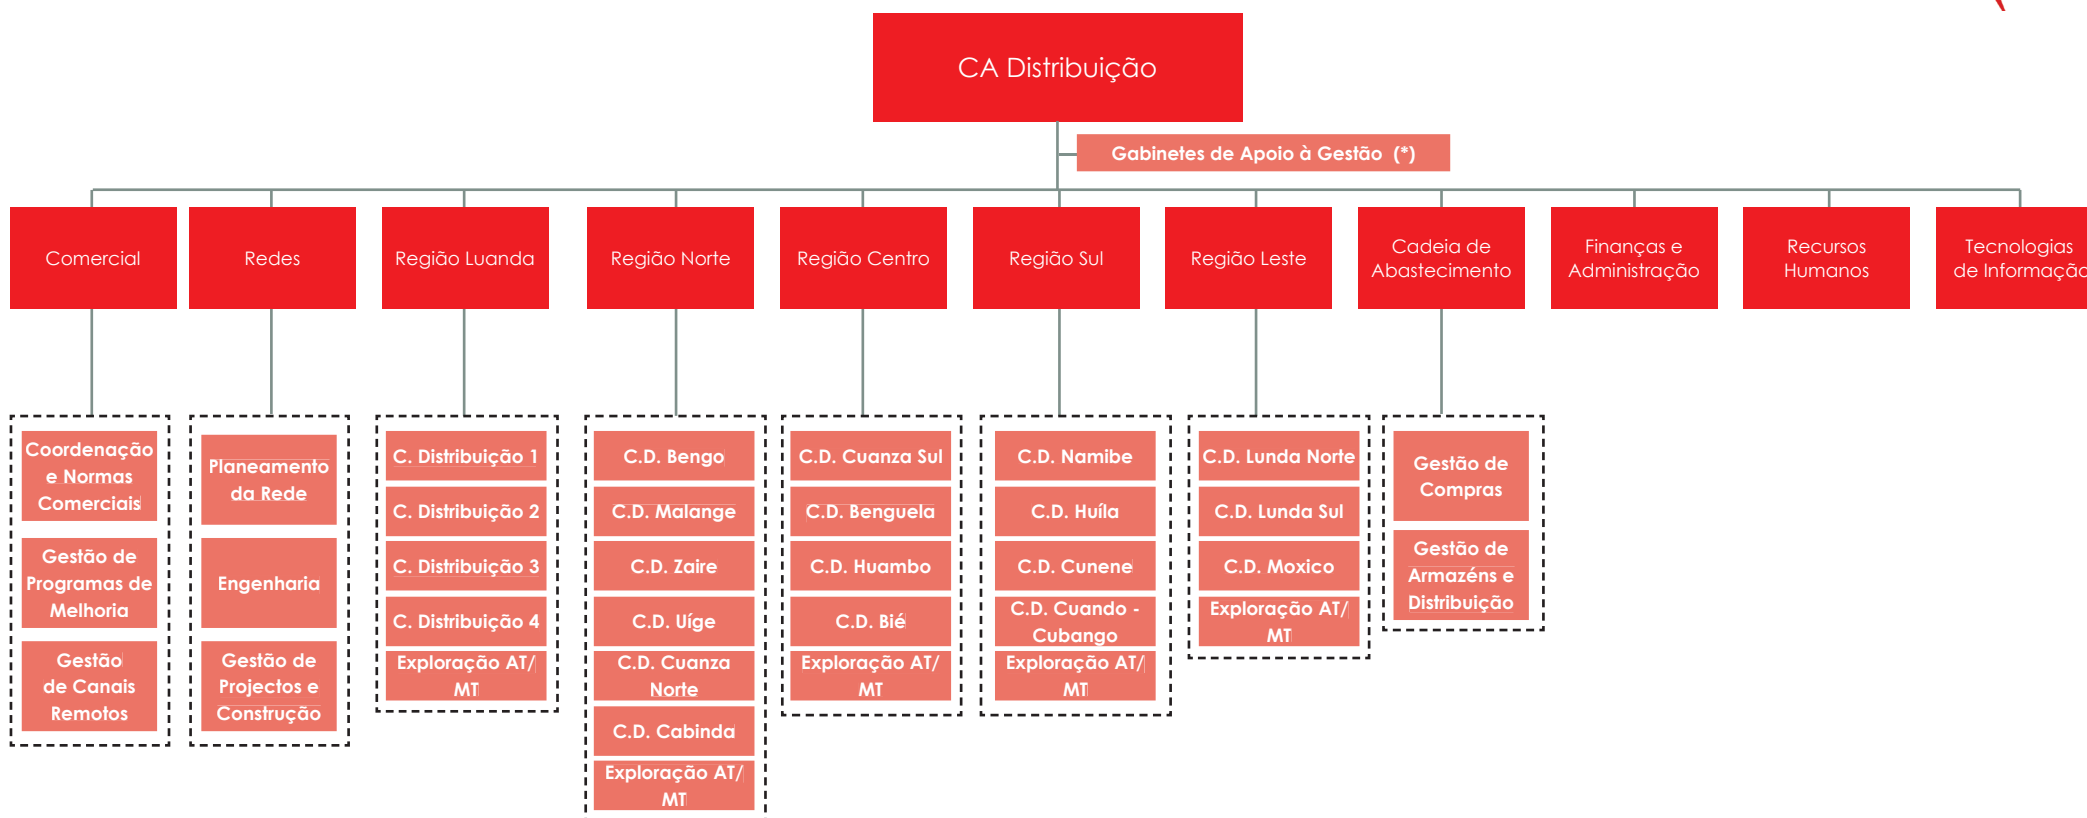 CA Distribuição
Gabinetes de Apoio à Gestão (*)
Comercial
Redes
Região Luanda
Região Norte
Região Centro
Região Sul
Região Leste
Cadeia de
Abastecimento
Finanças e
Administração
Recursos
Humanos
Tecnologias
de Informação
Coordenação
e Normas
Comerciais
Gestão de
Programas de
Melhoria
Gestão
de Canais
Remotos
Planeamento
da Rede
Engenharia
Gestão de
Projectos e
Construção
C. Distribuição 1
C. Distribuição 2
C. Distribuição 3
C. Distribuição 4
Exploração AT/
MT
C.D. Bengo
C.D. Malange
C.D. Zaire
C.D. Uíge
C.D. Cuanza
Norte
C.D. Cabinda
Exploração AT/
MT
C.D. Cuanza Sul
C.D. Benguela
C.D. Huambo
C.D. Bié
Exploração AT/
MT
C.D. Namibe
C.D. Huíla
C.D. Cunene
C.D. Cuando -
Cubango
Exploração AT/
MT
C.D. Lunda Norte
C.D. Lunda Sul
C.D. Moxico
Exploração AT/
MT
Gestão de
Compras
Gestão de
Armazéns e
Distribuição